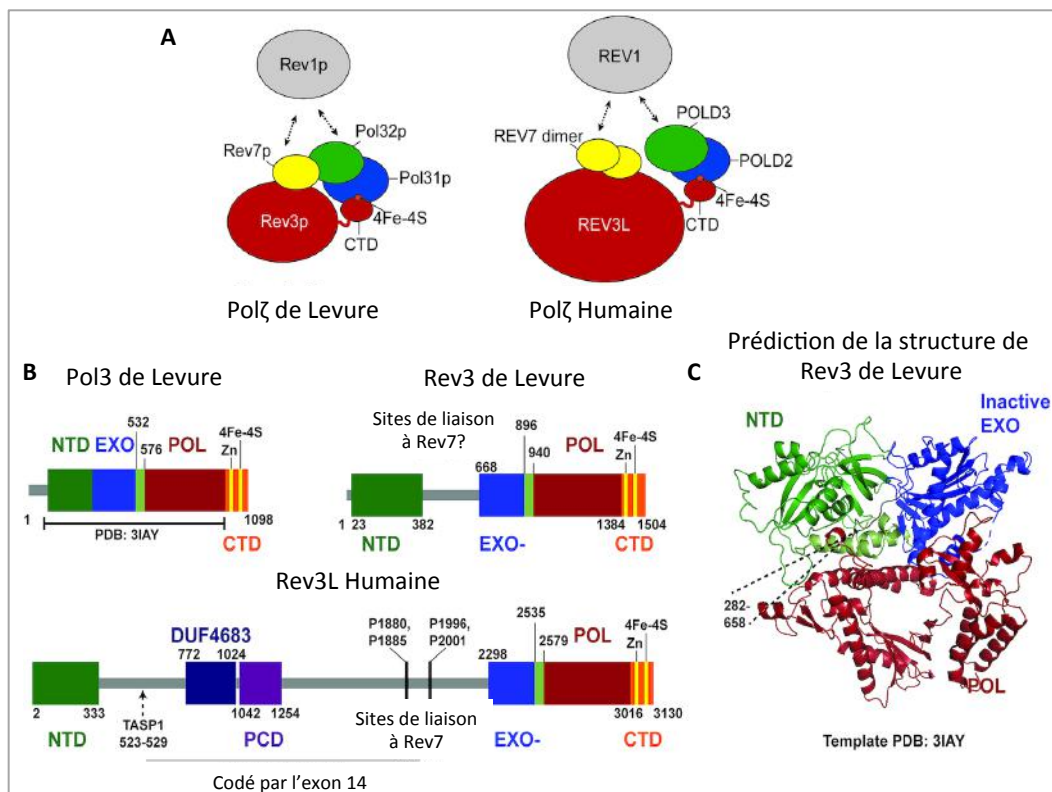 A
Rev1p
REV1
Pol32p
POLD3
Rev7p
REV7 dimer
Pol31p
POLD2
Rev3p
4Fe-4S
REV3L
4Fe-4S
CTD
CTD
Polζ de Levure
Polζ Humaine
Prédiction de la structure de
Rev3 de Levure
B
Pol3 de Levure
Rev3 de Levure
C
Inactive
EXO
NTD
532
Sites de liaison
à Rev7?
896
NTD
EXO
576
POL
4Fe-4S
Zn
668
940
POL
4Fe-4S
Zn
1
1098
PDB: 3IAY
CTD
1
23
382
1384
1504
NTD
EXO-
CTD
Rev3L Humaine
282-
658-
DUF4683
772
1024
P1880,
P1885
P1996,
P2001
2298
2535
2579
POL
4Fe-4S
Zn
POL
2
333
TASP1
523-529
1042
1254
Sites de liaison
à Rev7
3016
3130
NTD
PCD
EXO-
CTD
Template PDB: 3IAY
Codé par l'exon 14